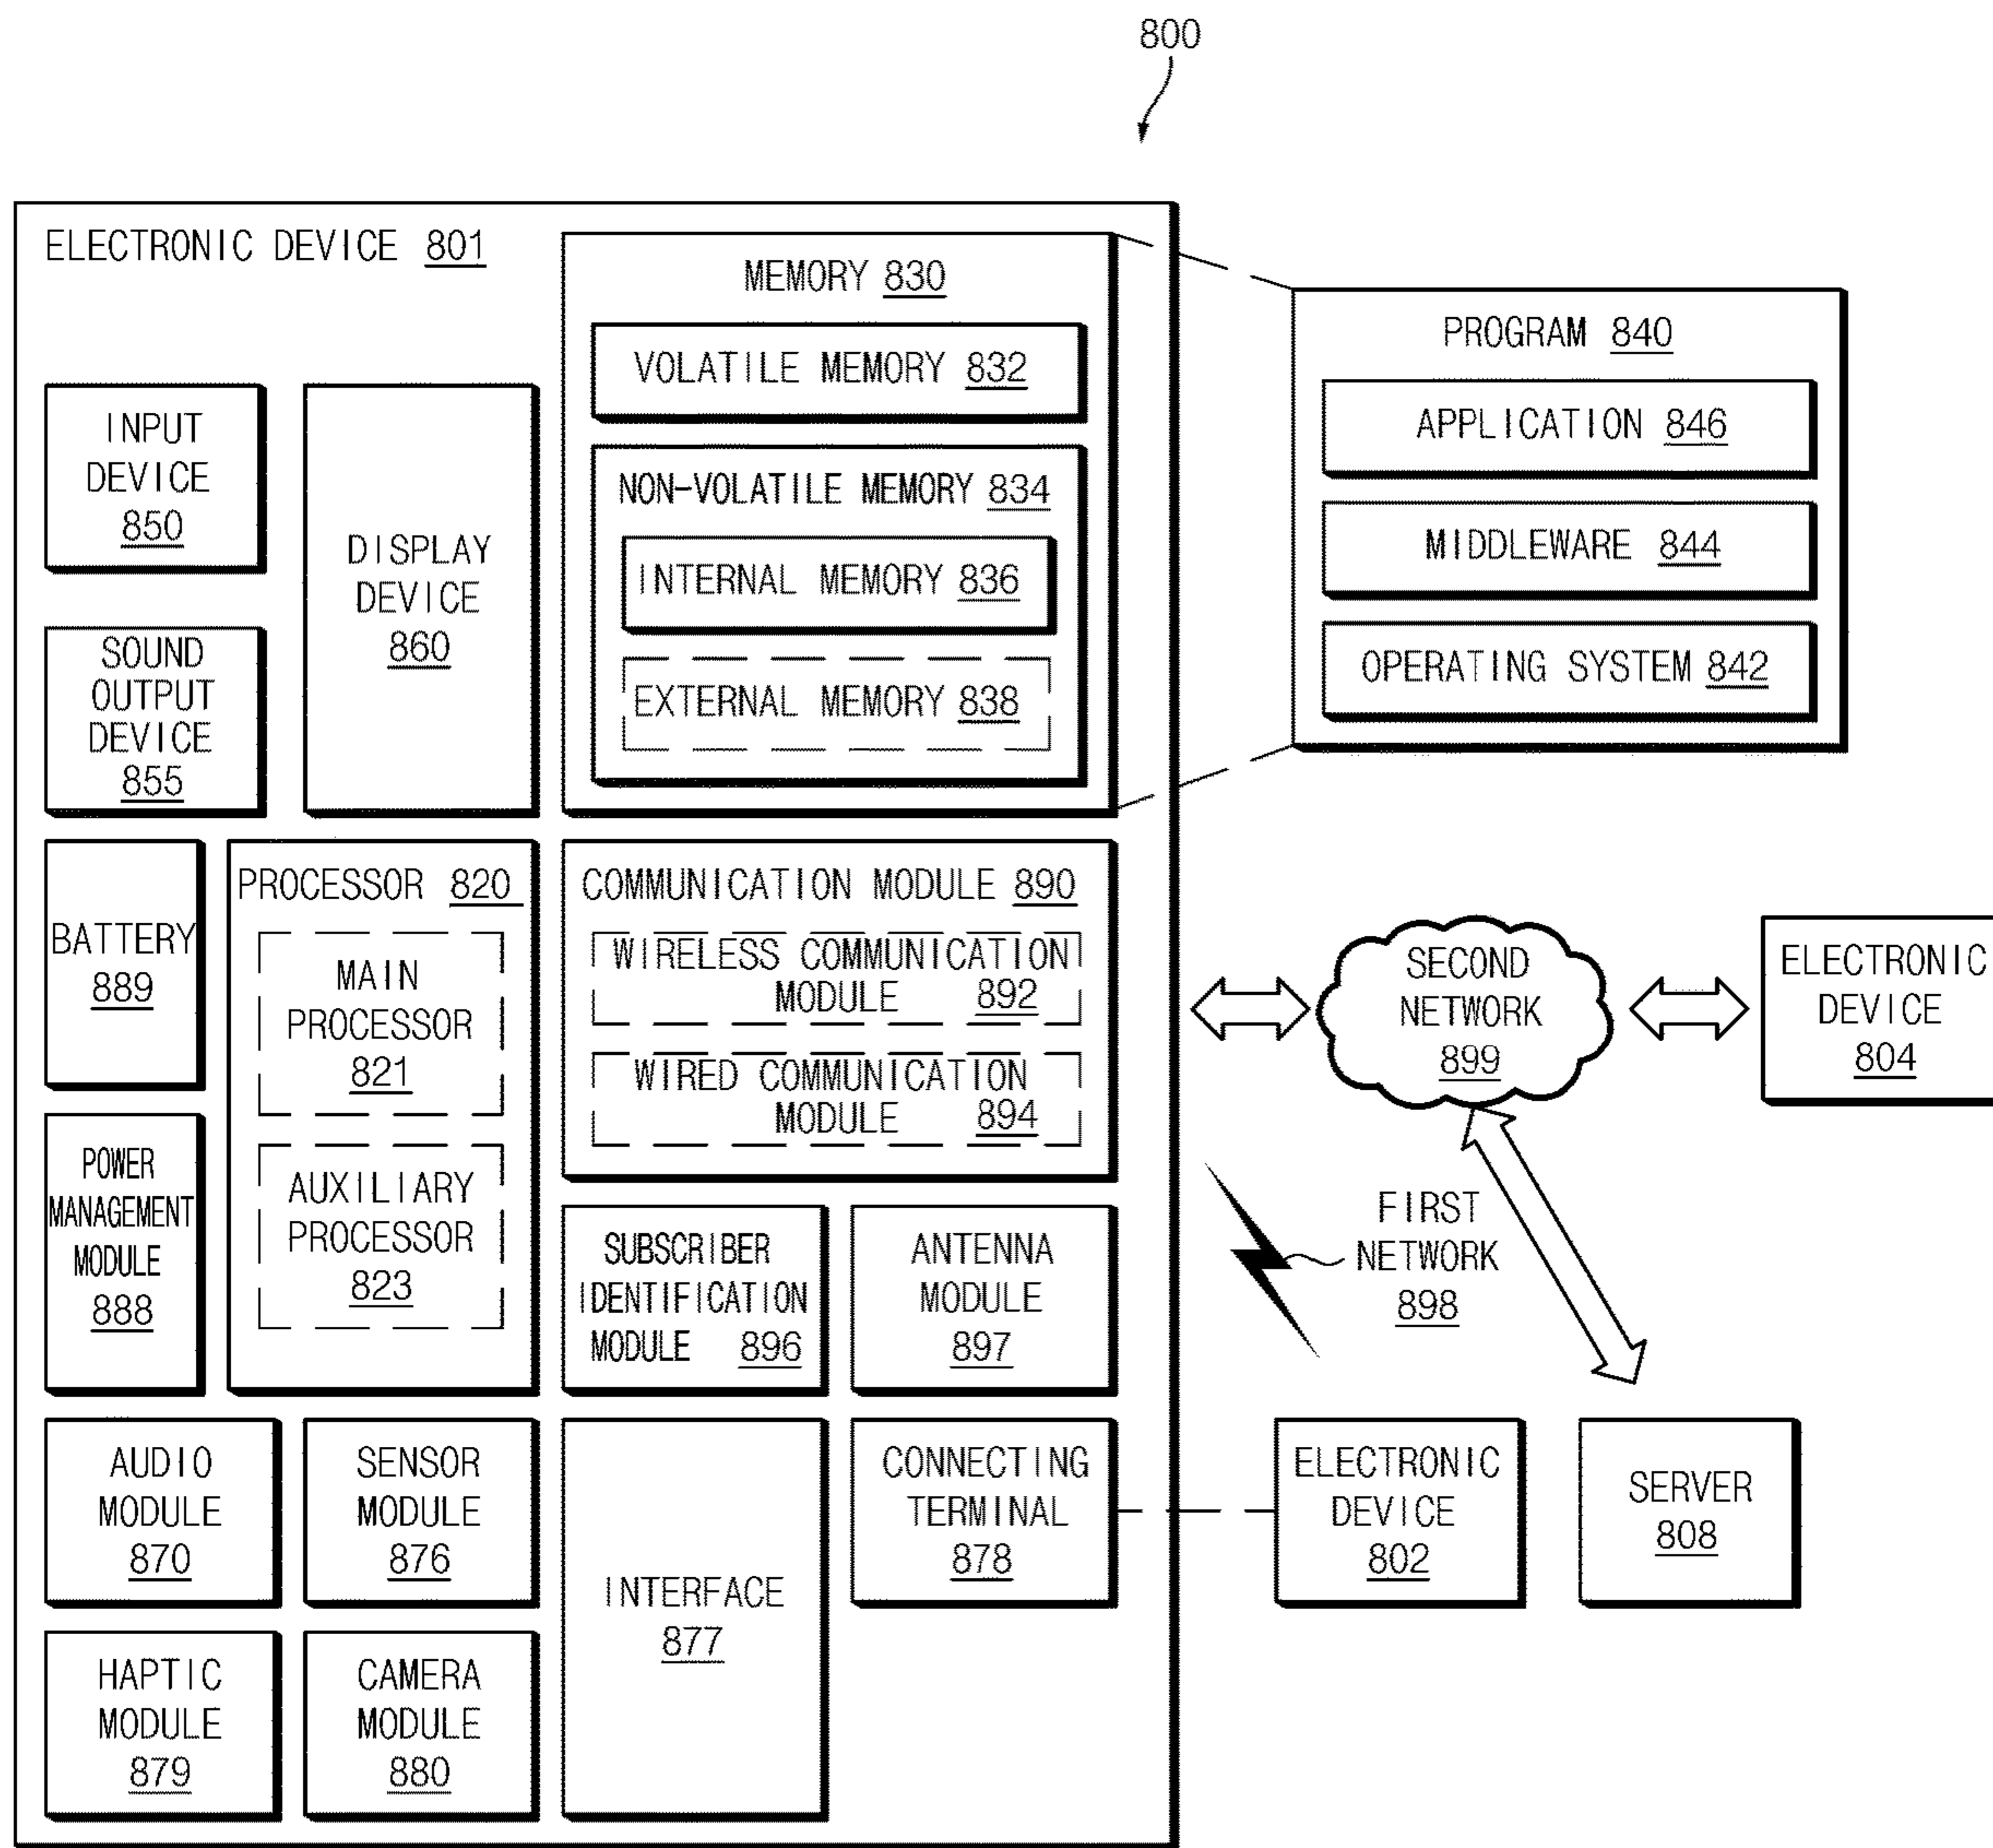 800
ELECTRONIC DEVICE 801
MEMORY 830
VOLATILE MEMORY 832
NON-VOLATILE MEMORY 834
INTERNAL MEMORY 836
EXTERNAL MEMORY 838
PROGRAM 840
APPLICATION 846
MIDDLEWARE 844
OPERATING SYSTEM 842
INPUT
DEVICE
850
SOUND
OUTPUT
DEVICE
855
DISPLAY
DEVICE
860
BATTERY
889
POWER
MANAGEMENT
MODULE
888
PROCESSOR 820
MAIN
PROCESSOR
821
AUXILIARY
PROCESSOR
823
COMMUNICATION MODULE 890
WIRELESS COMMUNICATION
MODULE 892
WIRED COMMUNICATION
MODULE 894
SUBSCRIBER
IDENTIFICATION
MODULE 896
ANTENNA
MODULE
897
SECOND
NETWORK
899
ELECTRONIC
DEVICE
804
FIRST
NETWORK
898
AUDIO
MODULE
870
SENSOR
MODULE
876
INTERFACE
877
CONNECTING
TERMINAL
878
ELECTRONIC
DEVICE
802
SERVER
808
HAPTIC
MODULE
879
CAMERA
MODULE
880